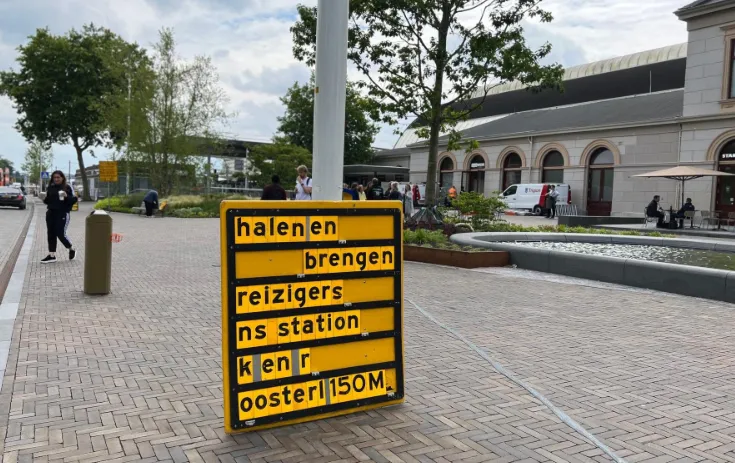 halen en
brengen
reizigers
ns station
k en r
oosterl 150M